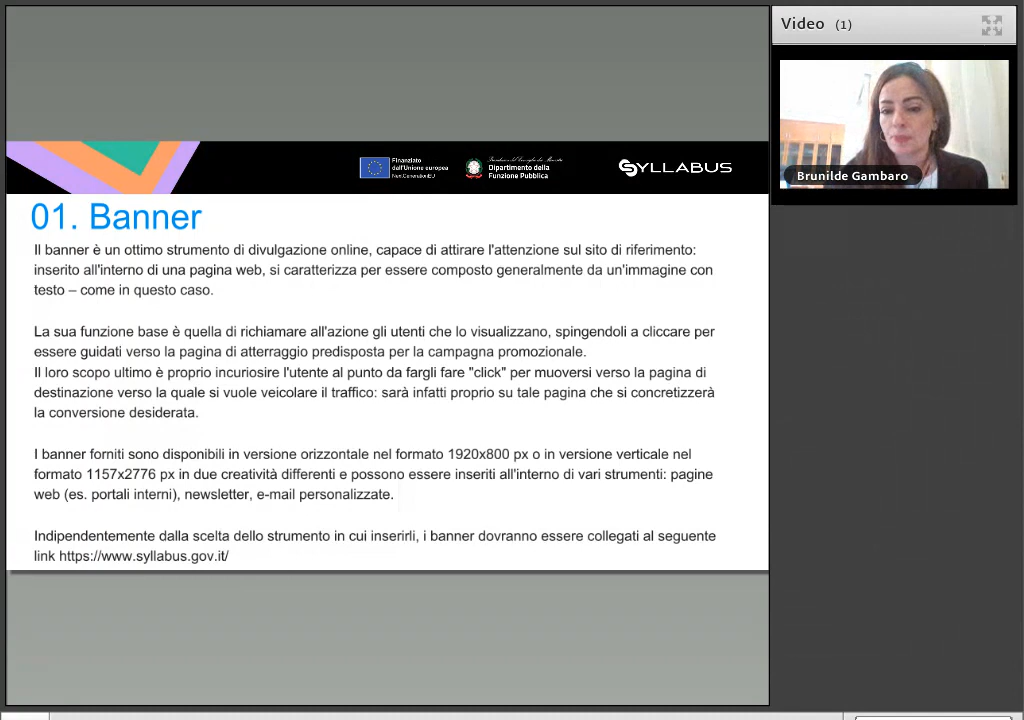 Video (1)
Brunilde Gambaro
Finanziato
dall'Unione europea
NextGenerationEU
Dipartimento della
Funzione Pubblica
SYLLABUS
01. Banner
Il banner è un ottimo strumento di divulgazione online, capace di attirare l'attenzione sul sito di riferimento:
inserito all'interno di una pagina web, si caratterizza per essere composto generalmente da un'immagine con
testo – come in questo caso.
La sua funzione base è quella di richiamare all'azione gli utenti che lo visualizzano, spingendoli a cliccare per
essere guidati verso la pagina di atterraggio predisposta per la campagna promozionale.
Il loro scopo ultimo è proprio incuriosire l'utente al punto da fargli fare "click" per muoversi verso la pagina di
destinazione verso la quale si vuole veicolare il traffico: sarà infatti proprio su tale pagina che si concretizzerà
la conversione desiderata.
I banner forniti sono disponibili in versione orizzontale nel formato 1920x800 px o in versione verticale nel
formato 1157x2776 px in due creatività differenti e possono essere inseriti all'interno di vari strumenti: pagine
web (es. portali interni), newsletter, e-mail personalizzate.
Indipendentemente dalla scelta dello strumento in cui inserirli, i banner dovranno essere collegati al seguente
link https://www.syllabus.gov.it/